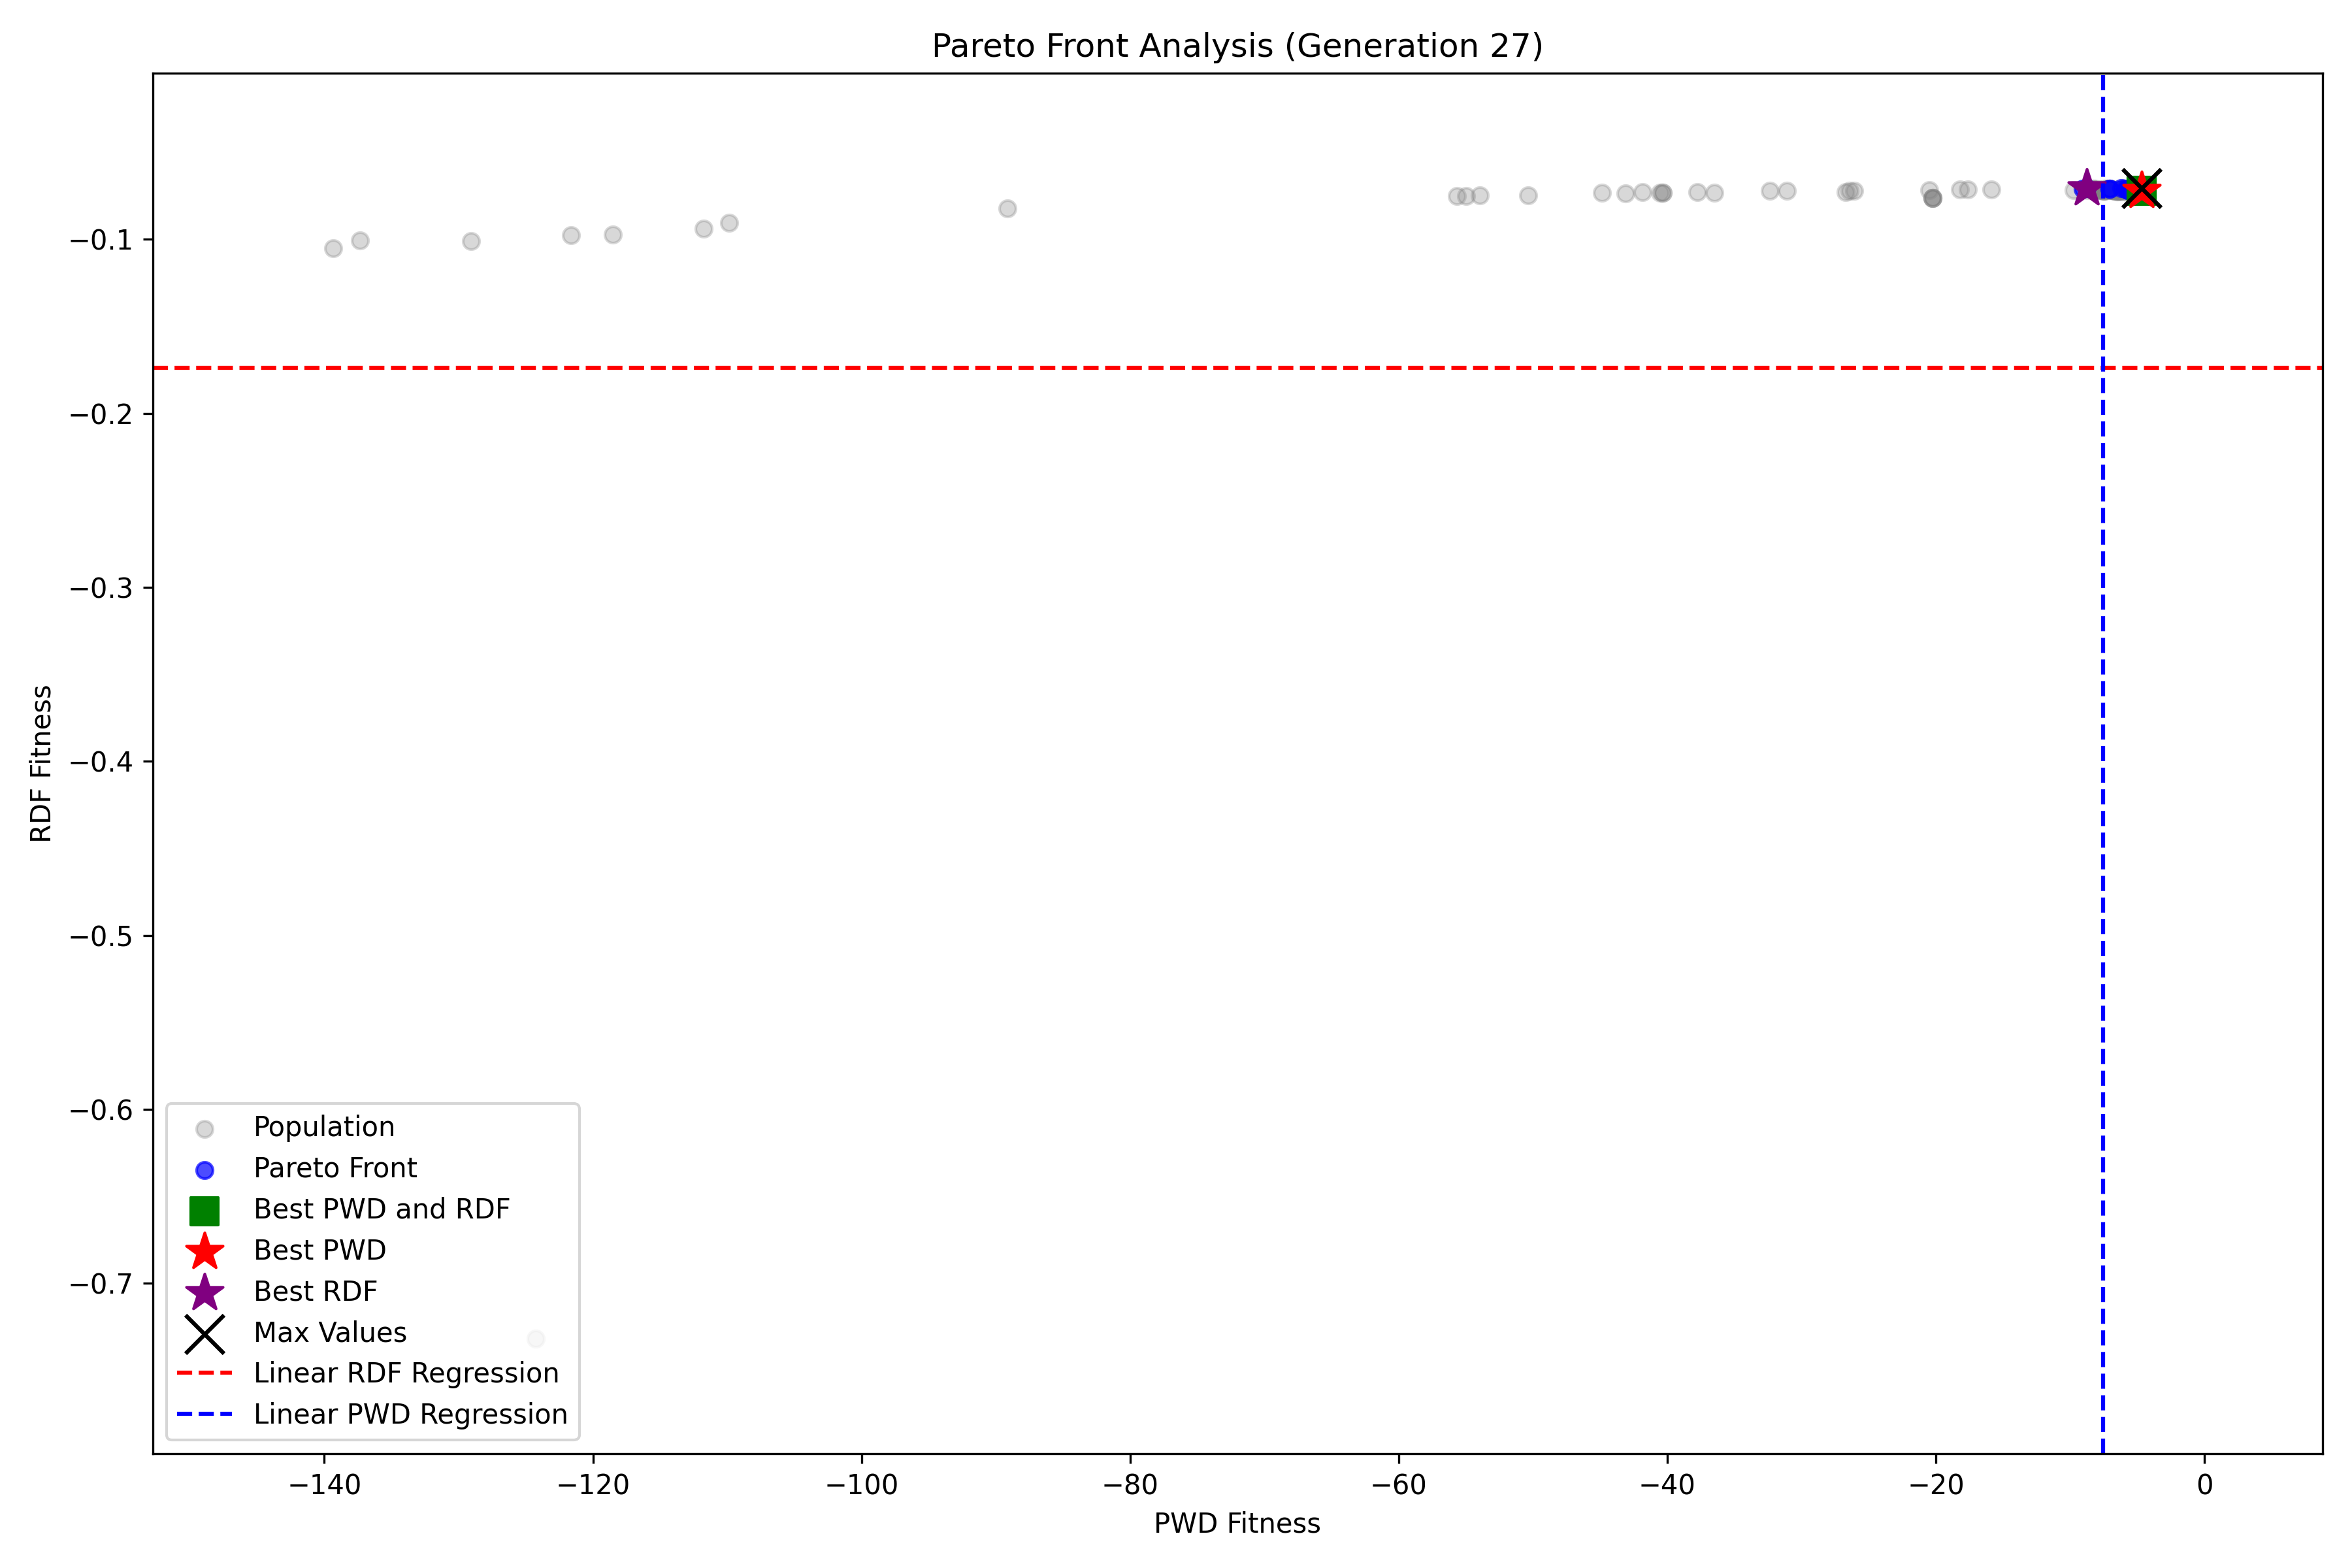 Pareto Front Analysis (Generation 27)
RDF Fitness
−0.1
−0.2
−0.3
−0.4
−0.5
−0.6
−0.7
Population
Pareto Front
Best PWD and RDF
Best PWD
Best RDF
Max Values
Linear RDF Regression
Linear PWD Regression
−140 −120 −100 −80 −60 −40 −20 0
PWD Fitness